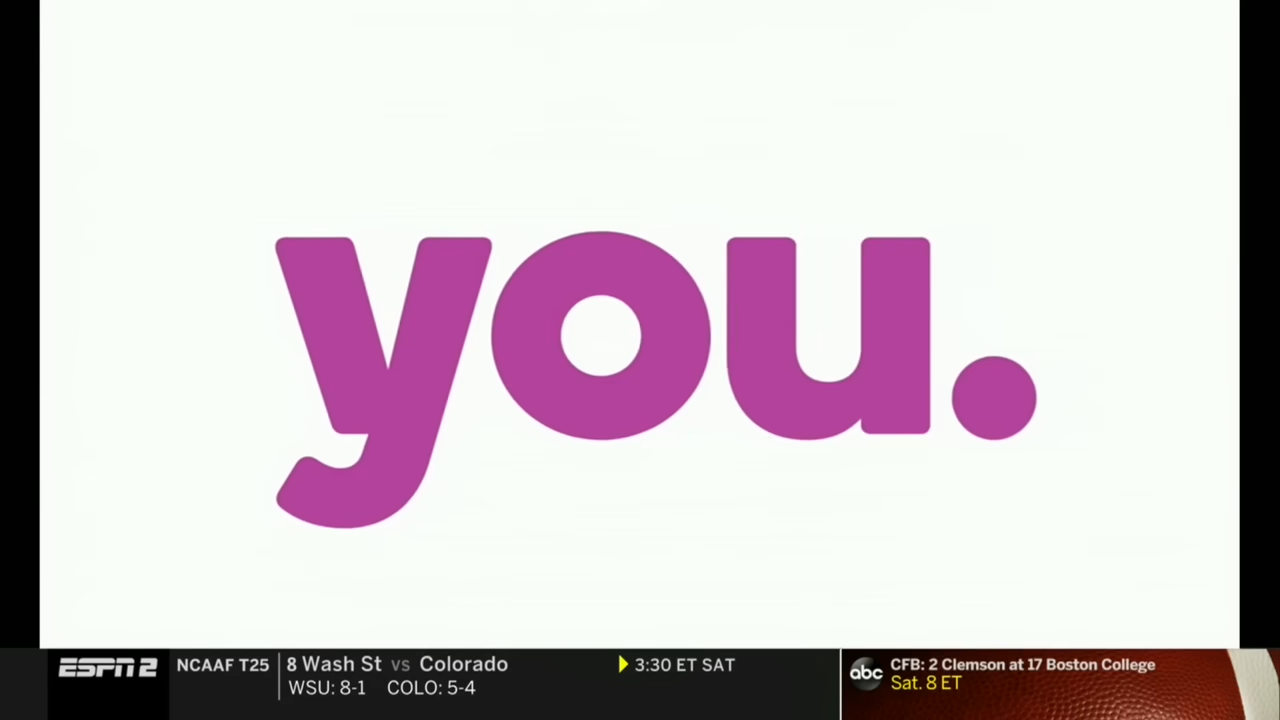 you.
ESPN2
NCAAF T25
8 Wash St vs Colorado
3:30 ET SAT
WSU: 8-1 COLO: 5-4
abc
CFB: 2 Clemson at 17 Boston College
Sat. 8 ET